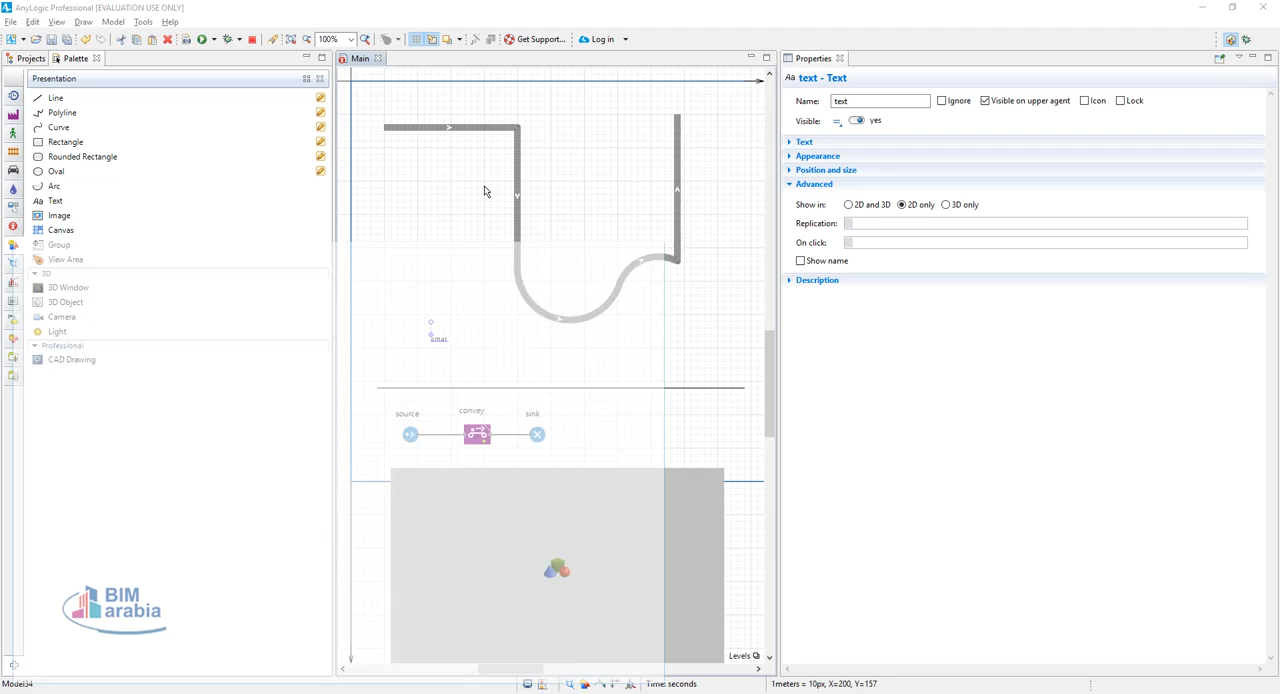 AnyLogic Professional [EVALUATION USE ONLY]
File Edit View Draw Model Tools Help
100% Get Support... Log in
Projects Palette
Main
Properties
Presentation
Line
Polyline
Curve
Rectangle
Rounded Rectangle
Oval
Arc
Aa Text
Image
Canvas
Group
View Area
3D
3D Window
3D Object
Camera
Light
Professional
CAD Drawing
BIM
arabia
omar
source convey sink
Levels
Aa text - Text
Name: text Ignore Visible on upper agent Icon Lock
Visible: yes
Text
Appearance
Position and size
Advanced
Show in: 2D and 3D 2D only 3D only
Replication:
On click:
Show name
Description
Model34 Time: seconds 1meters = 10px, X=200, Y=157